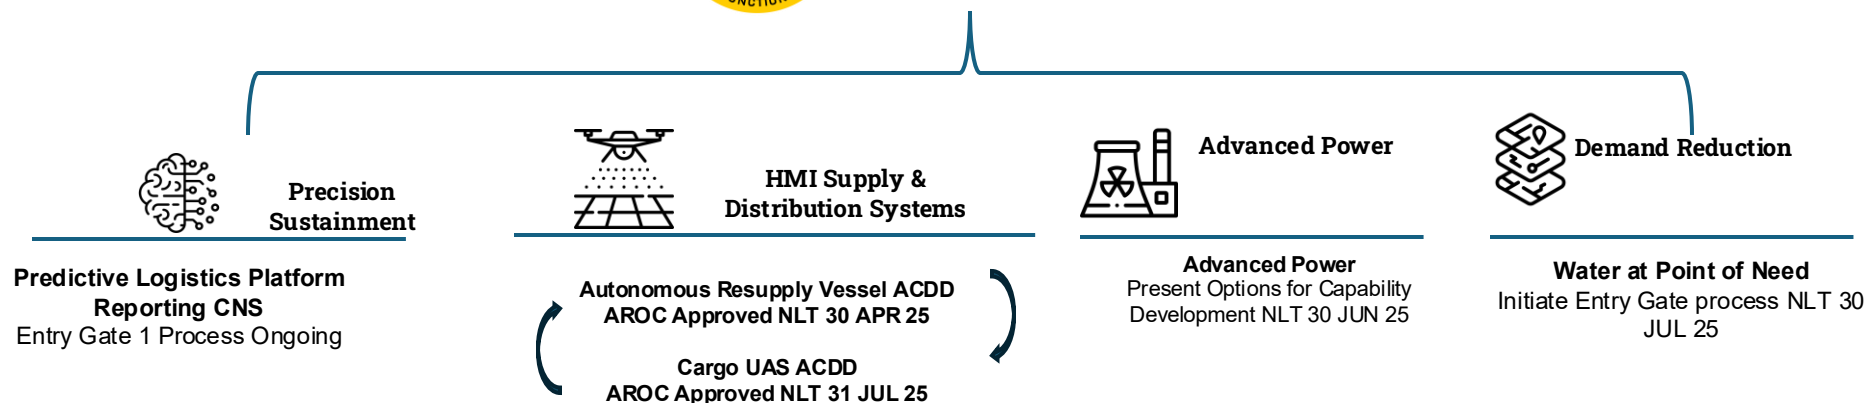 Precision
Sustainment
Predictive Logistics Platform
Reporting CNS
Entry Gate 1 Process Ongoing
HMI Supply &
Distribution Systems
Autonomous Resupply Vessel ACDD
AROC Approved NLT 30 APR 25
Cargo UAS ACDD
AROC Approved NLT 31 JUL 25
Advanced Power
Advanced Power
Present Options for Capability
Development NLT 30 JUN 25
Demand Reduction
Water at Point of Need
Initiate Entry Gate process NLT 30
JUL 25